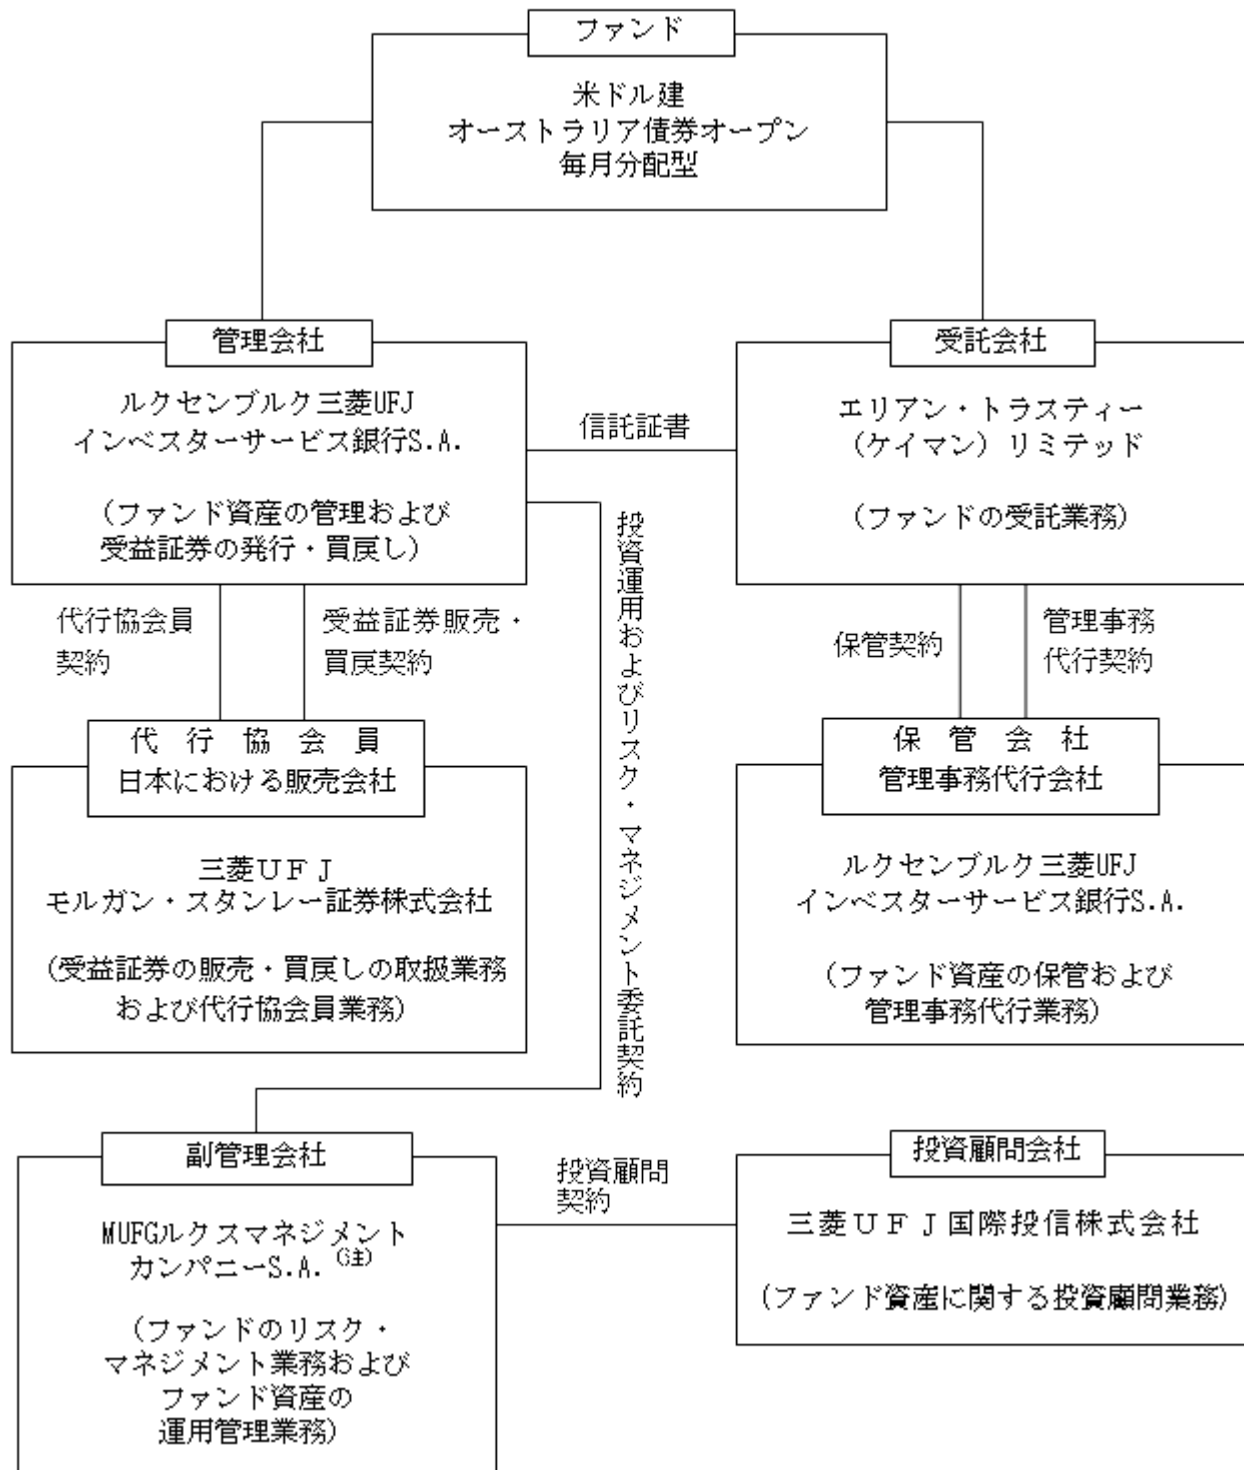 ファンド
米ドル建
オーストラリア債券オープン
毎月分配型
管理会社
ルクセンブルク三菱UFJ
インベスターサービス銀行S.A.
(ファンド資産の管理および
受益証券の発行・買戻し)
信託証書
受託会社
エリアン・トラスティー
(ケイマン)リミテッド
(ファンドの受託業務)
代行協会員
契約
受益証券販売・
買戻契約
投資運用およびリスク・マネジメント委託契約
保管契約
管理事務
代行契約
代行協会員
日本における販売会社
三菱UFJ
モルガン・スタンレー証券株式会社
(受益証券の販売・買戻しの取扱業務
および代行協会員業務)
保管会社
管理事務代行会社
ルクセンブルク三菱UFJ
インベスターサービス銀行S.A.
(ファンド資産の保管および
管理事務代行業務)
副管理会社
MUFGルクスマネジメント
カンパニーS.A.(注)
(ファンドのリスク・
マネジメント業務および
ファンド資産の
運用管理業務)
投資顧問
契約
投資顧問会社
三菱UFJ国際投信株式会社
(ファンド資産に関する投資顧問業務)